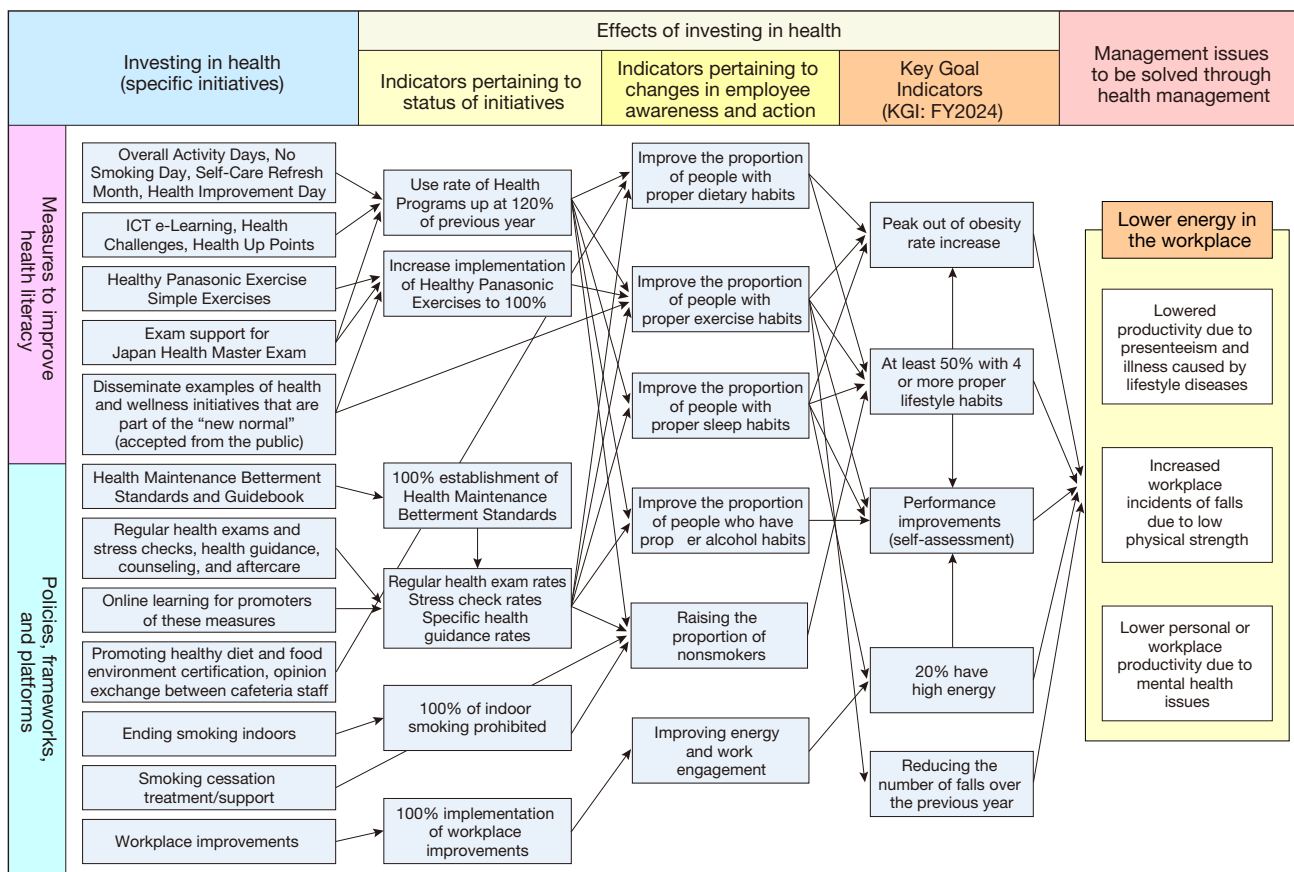 Investing in health
(specific initiatives)
Effects of investing in health
Indicators pertaining to
status of initiatives
Indicators pertaining to
changes in employee
awareness and action
Key Goal
Indicators
(KGI: FY2024)
Management issues
to be solved through
health management
Measures to improve
health literacy
Overall Activity Days, No
Smoking Day, Self-Care Refresh
Month, Health Improvement Day
ICT e-Learning, Health
Challenges, Health Up Points
Healthy Panasonic Exercise
Simple Exercises
Exam support for
Japan Health Master Exam
Disseminate examples of health
and wellness initiatives that are
part of the “new normal”
(accepted from the public)
Policies, frameworks,
and platforms
Health Maintenance Betterment
Standards and Guidebook
Regular health exams and
stress checks, health guidance,
counseling, and aftercare
Online learning for promoters
of these measures
Promoting healthy diet and food
environment certification, opinion
exchange between cafeteria staff
Ending smoking indoors
Smoking cessation
treatment/support
Workplace improvements
Use rate of Health
Programs up at 120%
of previous year
Increase implementation
of Healthy Panasonic
Exercises to 100%
100% establishment of
Health Maintenance
Betterment Standards
Regular health exam rates
Stress check rates
Specific health
guidance rates
100% of indoor
smoking prohibited
100% implementation
of workplace
improvements
Improve the proportion
of people with
proper dietary habits
Improve the proportion
of people with
proper exercise habits
Improve the proportion
of people with
proper sleep habits
Improve the proportion
of people who have
prop er alcohol habits
Raising the
proportion of
nonsmokers
Improving energy
and work
engagement
Peak out of obesity
rate increase
At least 50% with 4
or more proper
lifestyle habits
Performance
improvements
(self-assessment)
20% have
high energy
Reducing the
number of falls over
the previous year
Lower energy in
the workplace
Lowered
productivity due to
presenteeism and
illness caused by
lifestyle diseases
Increased
workplace
incidents of falls
due to low
physical strength
Lower personal or
workplace
productivity due to
mental health
issues